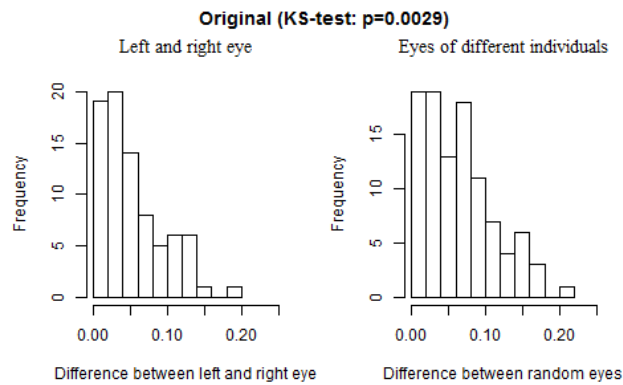 Original (KS-test: p=0.0029)
Left and right eye
Eyes of different individuals
Frequency
20
15
10
5
0
0.00 0.10 0.20
Difference between left and right eye
Frequency
15
10
5
0
0.00 0.10 0.20
Difference between random eyes